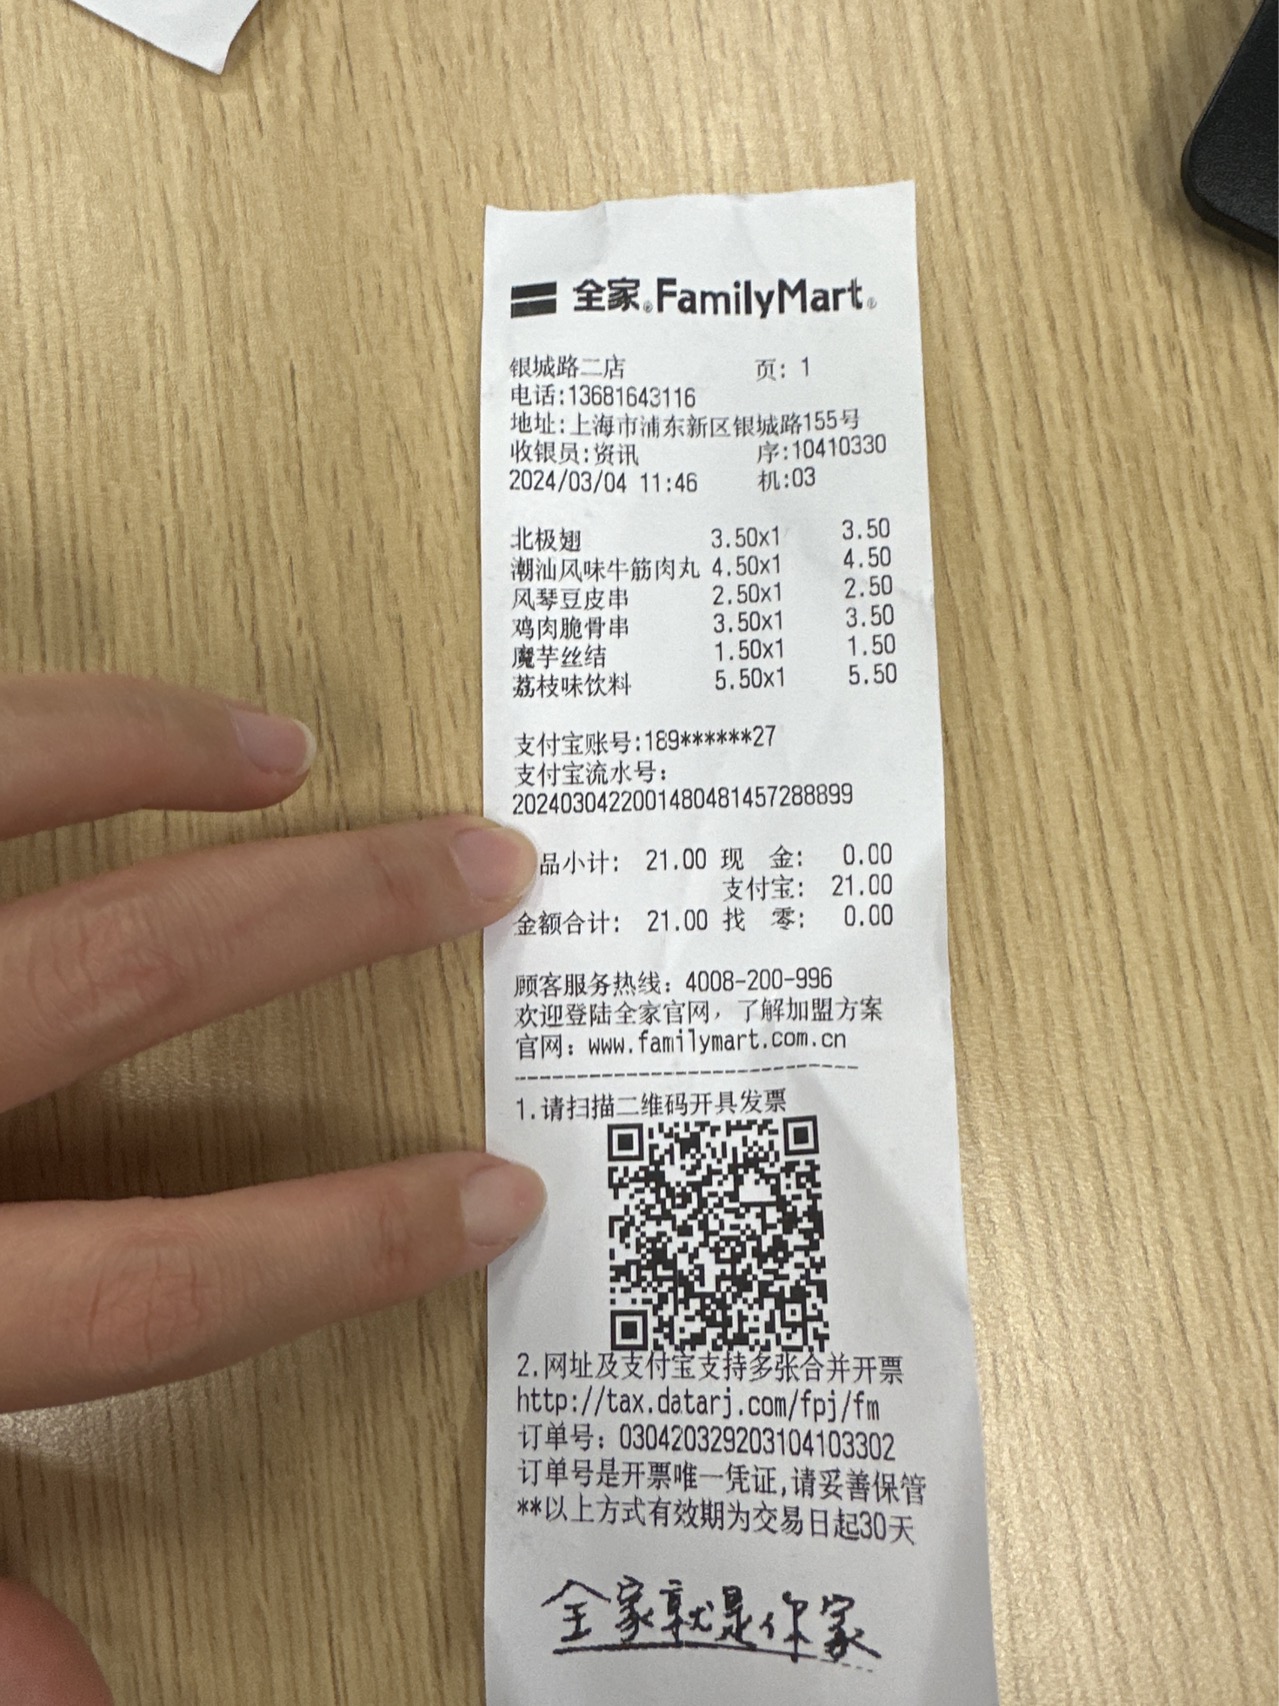 全家®FamilyMart®
银城路二店 页: 1
电话:13681643116
地址:上海市浦东新区银城路155号
收银员:资讯 序:10410330
2024/03/04 11:46 机:03
北极翅 3.50x1 3.50
潮汕风味牛筋肉丸 4.50x1 4.50
风琴豆皮串 2.50x1 2.50
鸡肉脆骨串 3.50x1 3.50
魔芋丝结 1.50x1 1.50
荔枝味饮料 5.50x1 5.50
支付宝账号:189******27
支付宝流水号:
2024030422001480481457288899
品小计: 21.00 现 金: 0.00
支付宝: 21.00
金额合计: 21.00 找 零: 0.00
顾客服务热线: 4008-200-996
欢迎登陆全家官网, 了解加盟方案
官网: www.familymart.com.cn
1.请扫描二维码开具发票
2.网址及支付宝支持多张合并开票
http://tax.datarj.com/fpj/fm
订单号: 030420329203104103302
订单号是开票唯一凭证,请妥善保管
**以上方式有效期为交易日起30天
全家就是你家